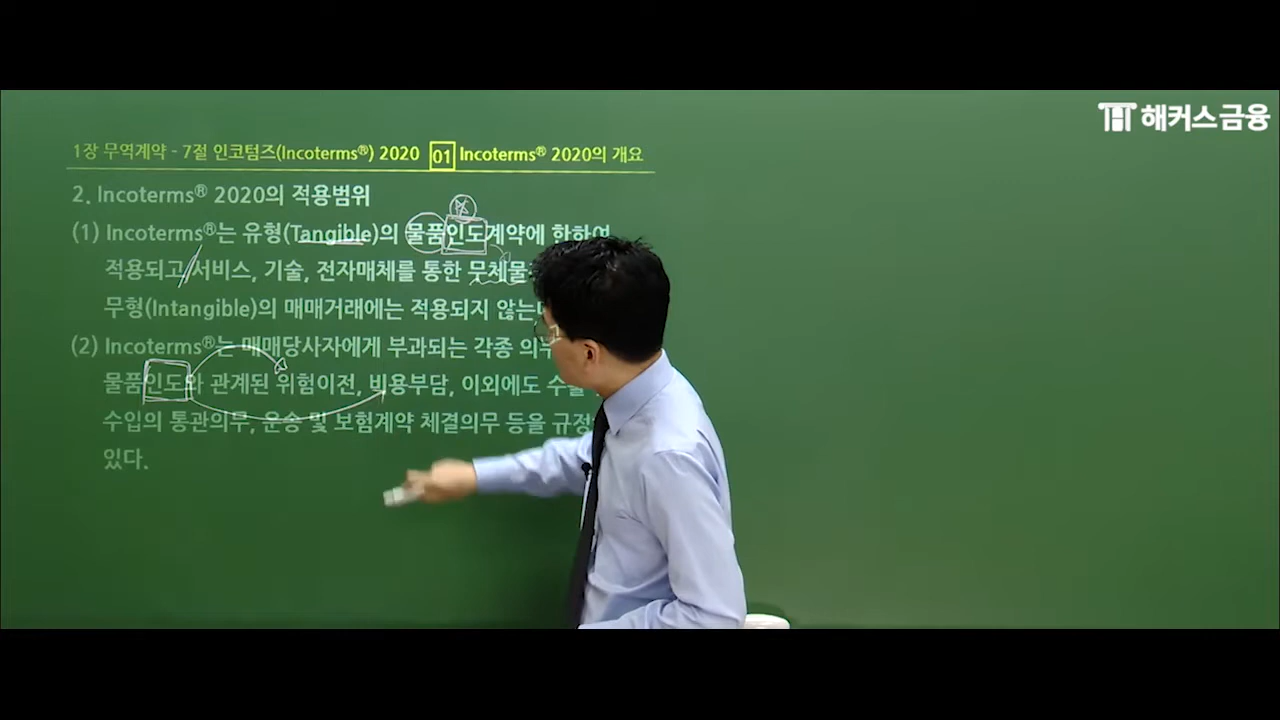 해커스금융
1장 무역계약 - 7절 인코텀즈(Incoterms®) 2020 01 Incoterms® 2020의 개요
2. Incoterms® 2020의 적용범위
(1) Incoterms®는 유형(Tangible)의 물품인도계약에 한하여
적용되고 서비스, 기술, 전자매체를 통한 무체물
무형(Intangible)의 매매거래에는 적용되지 않는
(2) Incoterms®는 매매당사자에게 부과되는 각종 의
물품인도와 관계된 위험이전, 비용부담, 이외에도 수
수입의 통관의무, 운송 및 보험계약 체결의무 등을 규정
있다.